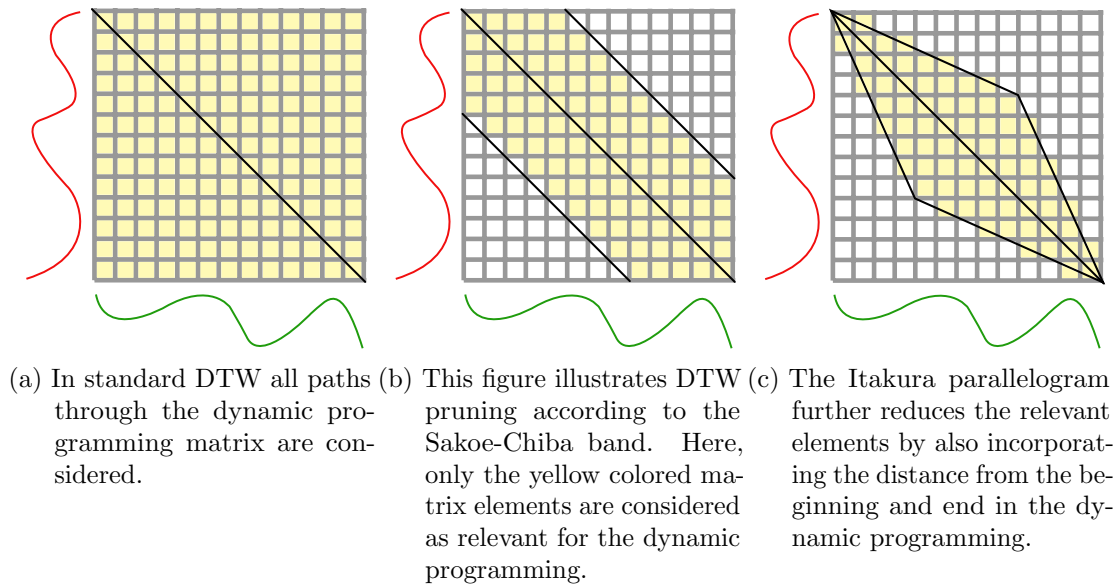 (a) In standard DTW all paths
through the dynamic pro-
gramming matrix are con-
sidered.
(b) This figure illustrates DTW
pruning according to the
Sakoe-Chiba band. Here,
only the yellow colored ma-
trix elements are considered
as relevant for the dynamic
programming.
(c) The Itakura parallelogram
further reduces the relevant
elements by also incorporat-
ing the distance from the be-
ginning and end in the dy-
namic programming.